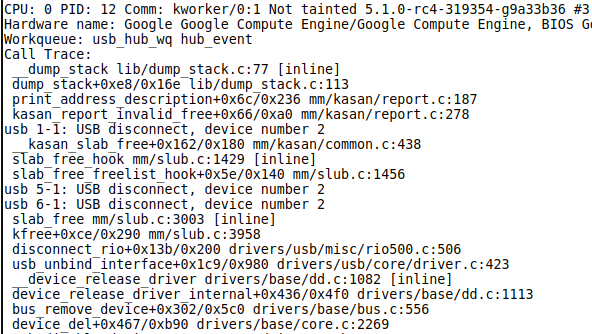 CPU: 0 PID: 12 Comm: kworker/0:1 Not tainted 5.1.0-rc4-319354-g9a33b36 #3
Hardware name: Google Google Compute Engine/Google Compute Engine, BIOS G
Workqueue: usb_hub_wq hub_event
Call Trace:
__dump_stack lib/dump_stack.c:77 [inline]
dump_stack+0xe8/0x16e lib/dump_stack.c:113
print_address_description+0x6c/0x236 mm/kasan/report.c:187
kasan_report_invalid_free+0x66/0xa0 mm/kasan/report.c:278
usb 1-1: USB disconnect, device number 2
__kasan_slab_free+0x162/0x180 mm/kasan/common.c:438
slab_free_hook mm/slub.c:1429 [inline]
slab_free_freelist_hook+0x5e/0x140 mm/slub.c:1456
usb 5-1: USB disconnect, device number 2
usb 6-1: USB disconnect, device number 2
slab_free mm/slub.c:3003 [inline]
kfree+0xce/0x290 mm/slub.c:3958
disconnect_rio+0x13b/0x200 drivers/usb/misc/rio500.c:506
usb_unbind_interface+0x1c9/0x980 drivers/usb/core/driver.c:423
__device_release_driver drivers/base/dd.c:1082 [inline]
device_release_driver_internal+0x436/0x4f0 drivers/base/dd.c:1113
bus_remove_device+0x302/0x5c0 drivers/base/bus.c:556
device_del+0x467/0xb90 drivers/base/core.c:2269